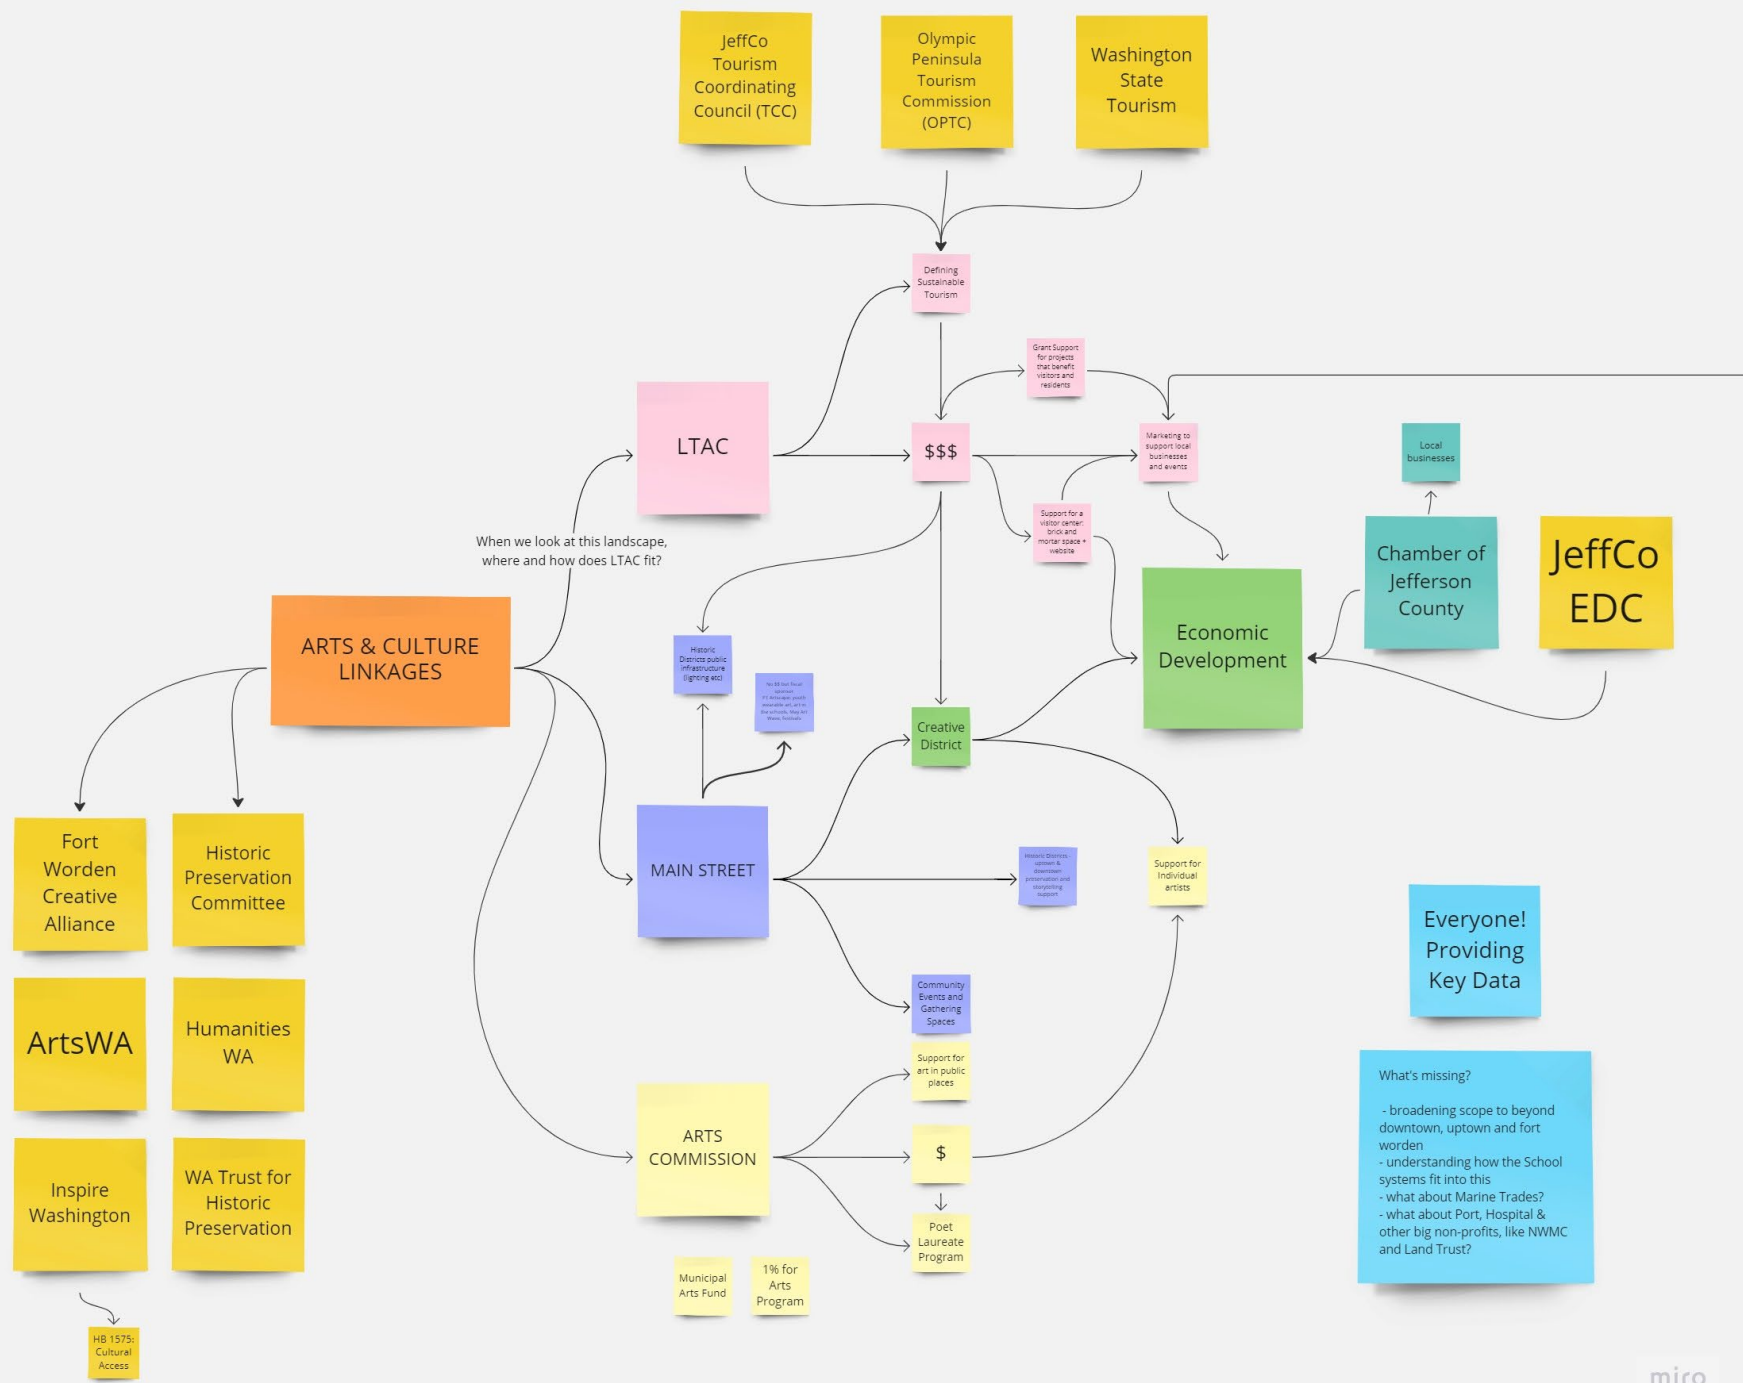 JeffCo
Tourism
Coordinating
Council (TCC)
Olympic
Peninsula
Tourism
Commission
(OPTC)
Washington
State
Tourism
Defining
Sustainable
Tourism
Grant Support
for projects
that benefit
visitors and
residents
LTAC
$$$
Marketing to
support local
businesses
and events
Local
businesses
Support for a
visitor center:
brick and
mortar space +
website
Chamber of
Jefferson
County
JeffCo
EDC
When we look at this landscape,
where and how does LTAC fit?
ARTS & CULTURE
LINKAGES
Economic
Development
Historic
Districts public
infrastructure
(lighting etc)
Creative
District
MAIN STREET
Historic Districts -
uptown &
downtown
preservation and
storytelling
support
Support for
Individual
artists
Fort
Worden
Creative
Alliance
Historic
Preservation
Committee
Everyone!
Providing
Key Data
ArtsWA
Humanities
WA
Community
Events and
Gathering
Spaces
Support for
art in public
places
ARTS
COMMISSION
$
Poet
Laureate
Program
Inspire
Washington
WA Trust for
Historic
Preservation
Municipal
Arts Fund
1% for
Arts
Program
HB 1575:
Cultural
Access
What's missing?
- broadening scope to beyond
downtown, uptown and fort
worden
- understanding how the School
systems fit into this
- what about Marine Trades?
- what about Port, Hospital &
other big non-profits, like NWMC
and Land Trust?
miro